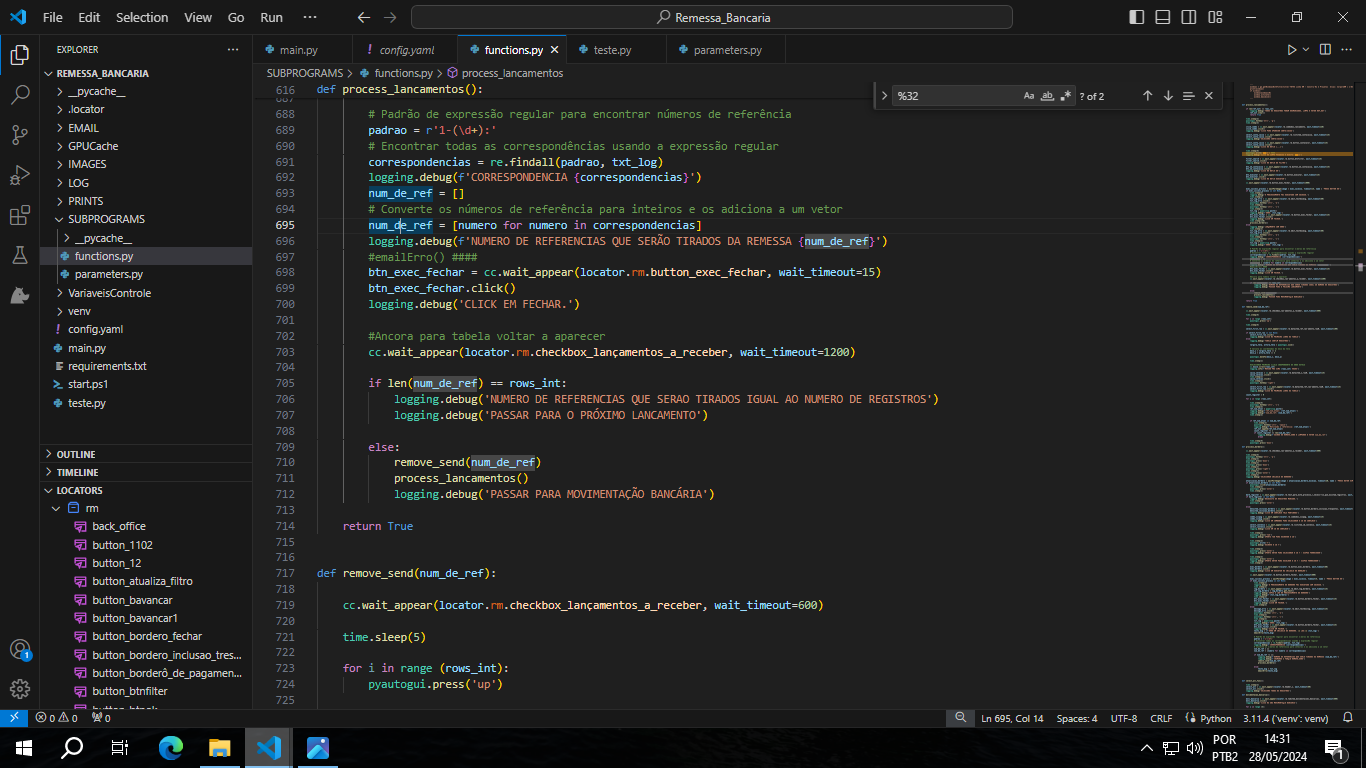 File Edit Selection View Go Run ··· Remessa_Bancaria
EXPLORER ···
REMESSA_BANCARIA
__pycache__
.locator
EMAIL
GPUCache
IMAGES
LOG
PRINTS
SUBPROGRAMS
__pycache__
functions.py
parameters.py
VariaveisControle
venv
config.yaml
main.py
requirements.txt
start.ps1
teste.py
OUTLINE
TIMELINE
LOCATORS
rm
back_office
button_1102
button_12
button_atualiza_filtro
button_bavancar
button_bavancar1
button_bordero_fechar
button_bordero_inclusao_tres...
button_borderô_de_pagamen...
button_btnfilter
main.py ! config.yaml functions.py teste.py parameters.py
SUBPROGRAMS > functions.py > process_lancamentos
616 def process_lancamentos():
%32 Aa ab ? of 2
688 # Padrão de expressão regular para encontrar números de referência
689 padrao = r'1-(\d+):'
690 # Encontrar todas as correspondências usando a expressão regular
691 correspondencias = re.findall(padrao, txt_log)
692 logging.debug(f'CORRESPONDENCIA {correspondencias}')
693 num_de_ref = []
694 # Converte os números de referência para inteiros e os adiciona a um vetor
695 num_de_ref = [numero for numero in correspondencias]
696 logging.debug(f'NUMERO DE REFERENCIAS QUE SERÃO TIRADOS DA REMESSA {num_de_ref}')
697 #emailErro() ####
698 btn_exec_fechar = cc.wait_appear(locator.rm.button_exec_fechar, wait_timeout=15)
699 btn_exec_fechar.click()
700 logging.debug('CLICK EM FECHAR.')
701
702 #Ancora para tabela voltar a aparecer
703 cc.wait_appear(locator.rm.checkbox_lançamentos_a_receber, wait_timeout=1200)
704
705 if len(num_de_ref) == rows_int:
706 logging.debug('NUMERO DE REFERENCIAS QUE SERAO TIRADOS IGUAL AO NUMERO DE REGISTROS')
707 logging.debug('PASSAR PARA O PRÓXIMO LANCAMENTO')
708
709 else:
710 remove_send(num_de_ref)
711 process_lancamentos()
712 logging.debug('PASSAR PARA MOVIMENTAÇÃO BANCÁRIA')
713
714 return True
715
716
717 def remove_send(num_de_ref):
718
719 cc.wait_appear(locator.rm.checkbox_lançamentos_a_receber, wait_timeout=600)
720
721 time.sleep(5)
722
723 for i in range (rows_int):
724 pyautogui.press('up')
725
1
0 0 0 Ln 695, Col 14 Spaces: 4 UTF-8 CRLF Python 3.11.4 ('venv': venv)
POR
PTB2
14:31
28/05/2024
1